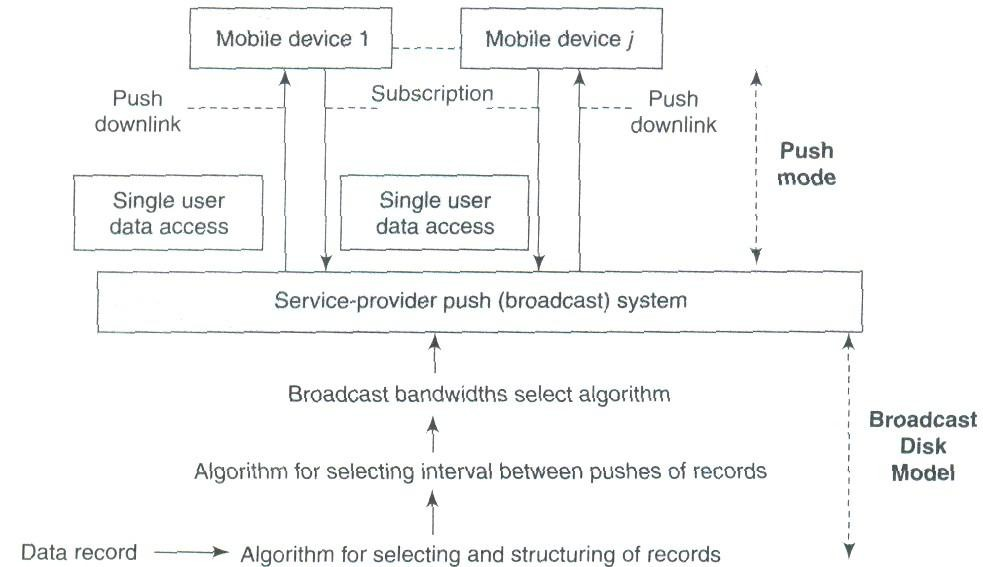 Mobile device 1
Mobile device j
Push
downlink
Subscription
Push
downlink
Push
mode
Single user
data access
Single user
data access
Service-provider push (broadcast) system
Broadcast bandwidths select algorithm
Broadcast
Disk
Model
Algorithm for selecting interval between pushes of records
Data record
Algorithm for selecting and structuring of records